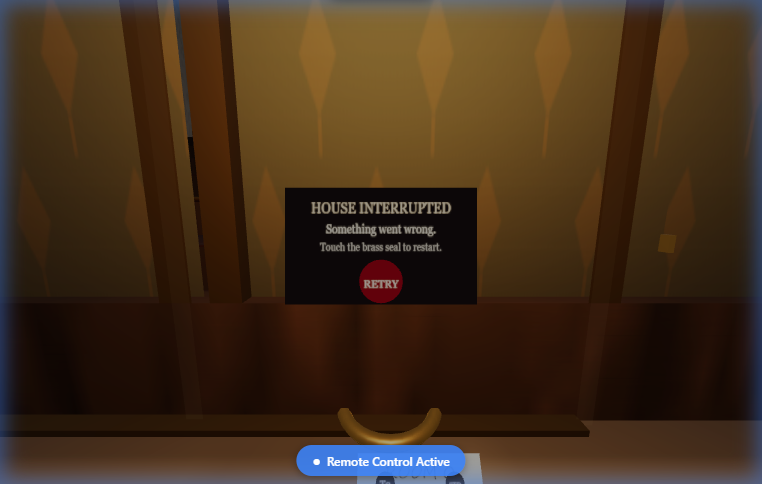 HOUSE INTERRUPTED
Something went wrong.
Touch the brass seal to restart.
RETRY
Remote Control Active